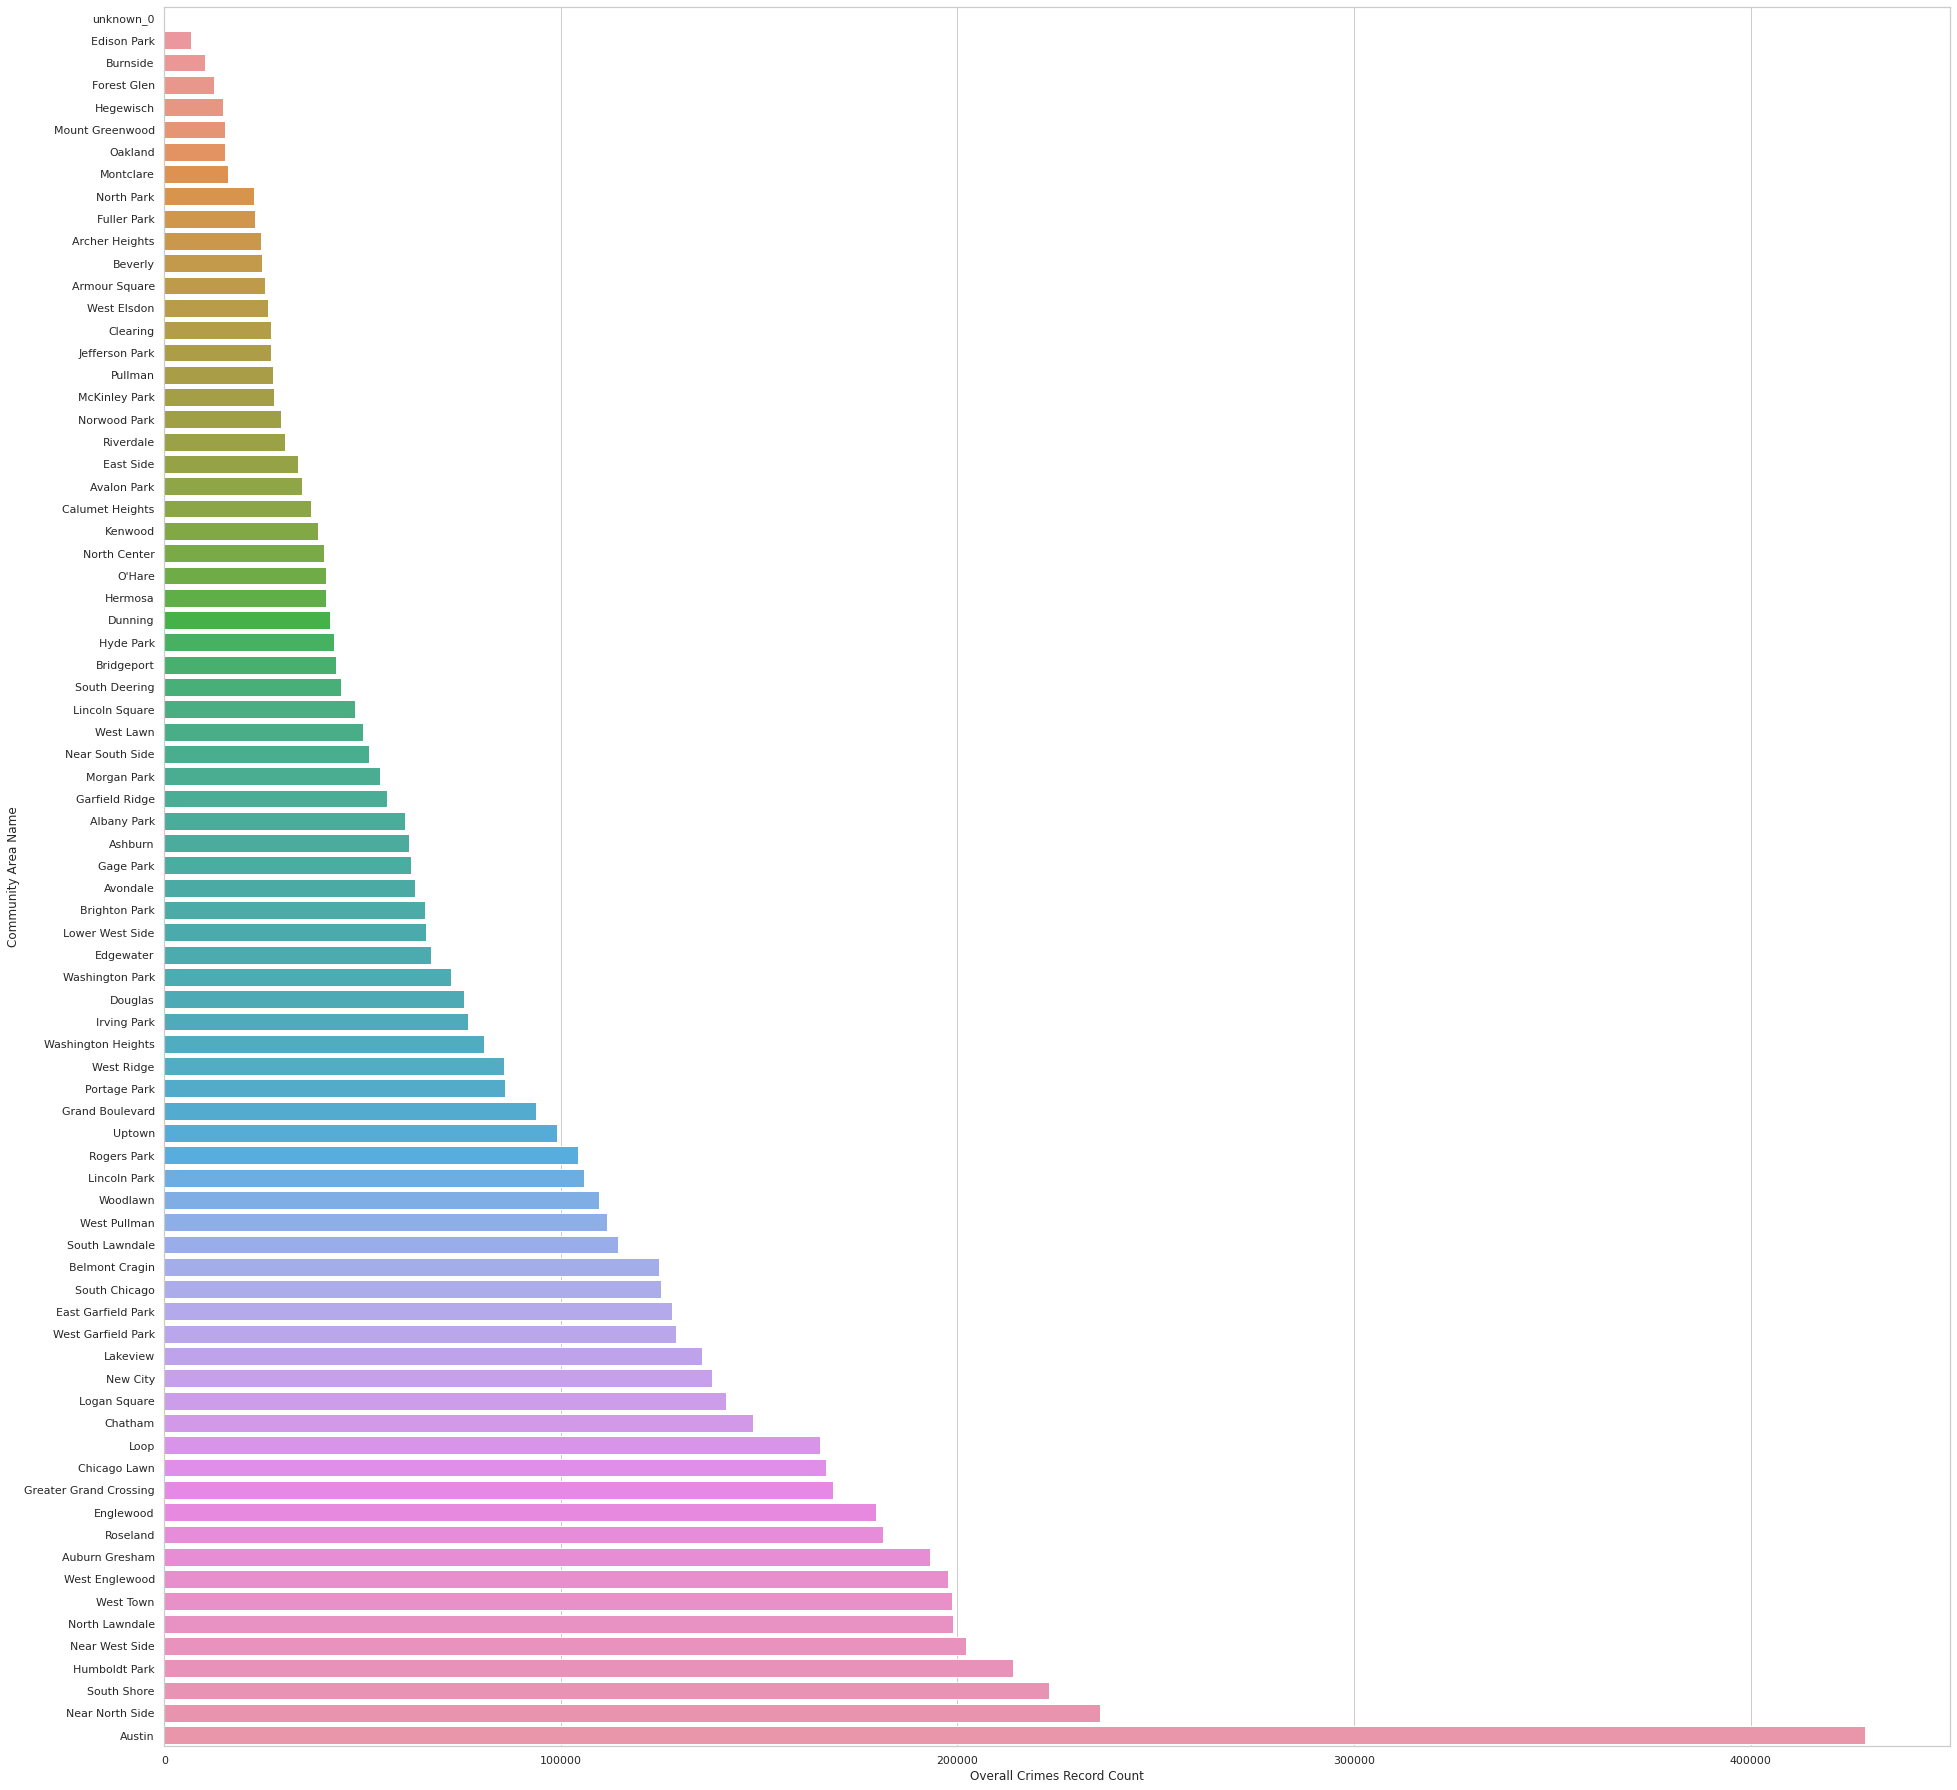 unknown_0
Edison Park
Burnside
Forest Glen
Hegewisch
Mount Greenwood
Oakland
Montclare
North Park
Fuller Park
Archer Heights
Beverly
Armour Square
West Elsdon
Clearing
Jefferson Park
Pullman
McKinley Park
Norwood Park
Riverdale
East Side
Avalon Park
Calumet Heights
Kenwood
North Center
O'Hare
Hermosa
Dunning
Hyde Park
Bridgeport
South Deering
Lincoln Square
West Lawn
Near South Side
Morgan Park
Garfield Ridge
Albany Park
Ashburn
Gage Park
Avondale
Brighton Park
Lower West Side
Edgewater
Washington Park
Douglas
Irving Park
Washington Heights
West Ridge
Portage Park
Grand Boulevard
Uptown
Rogers Park
Lincoln Park
Woodlawn
West Pullman
South Lawndale
Belmont Cragin
South Chicago
East Garfield Park
West Garfield Park
Lakeview
New City
Logan Square
Chatham
Loop
Chicago Lawn
Greater Grand Crossing
Englewood
Roseland
Auburn Gresham
West Englewood
West Town
North Lawndale
Near West Side
Humboldt Park
South Shore
Near North Side
Austin
Community Area Name
0 100000 200000 300000 400000
Overall Crimes Record Count